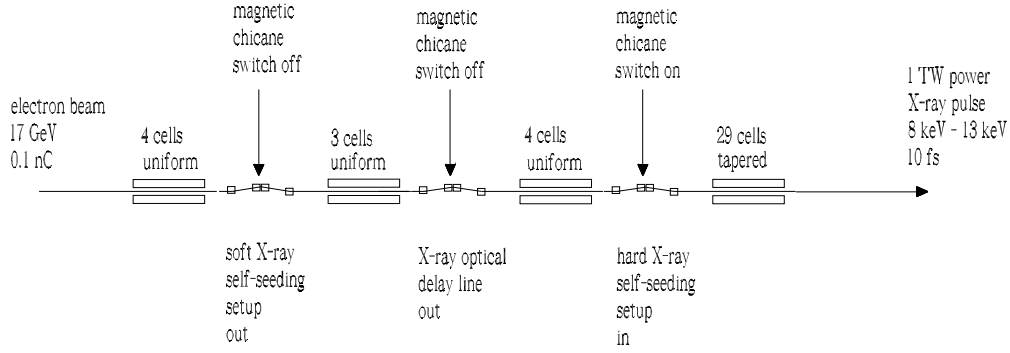 magnetic
chicane
switch off
magnetic
chicane
switch off
magnetic
chicane
switch on
electron beam
17 GeV
0.1 nC
1 TW power
X-ray pulse
8 keV - 13 keV
10 fs
4 cells
uniform
3 cells
uniform
4 cells
uniform
29 cells
tapered
soft X-ray
self-seeding
setup
out
X-ray optical
delay line
out
hard X-ray
self-seeding
setup
in